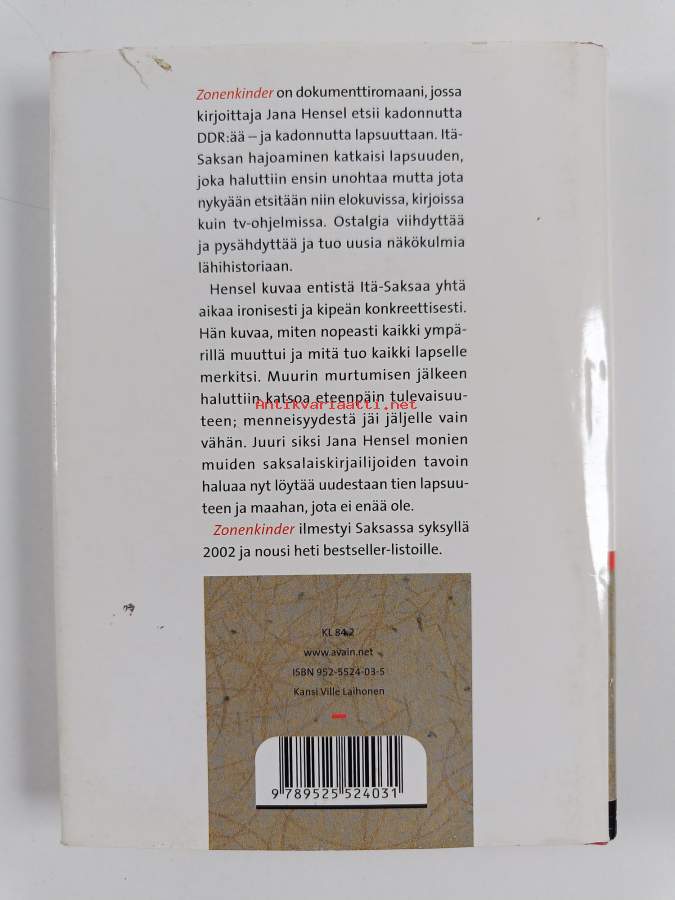 Zonenkinder on dokumenttiromaani, jossa
kirjoittaja Jana Hensel etsii kadonnutta
DDR:ää – ja kadonnutta lapsuuttaan. Itä-
Saksan hajoaminen katkaisi lapsuuden,
joka haluttiin ensin unohtaa mutta jota
nykyään etsitään niin elokuvissa, kirjoissa
kuin tv-ohjelmissa. Ostalgia viihdyttää
ja pysähdyttää ja tuo uusia näkökulmia
lähihistoriaan.
Hensel kuvaa entistä Itä-Saksaa yhtä
aikaa ironisesti ja kipeän konkreettisesti.
Hän kuvaa, miten nopeasti kaikki ympä-
rillä muuttui ja mitä tuo kaikki lapselle
merkitsi. Muurin murtumisen jälkeen
haluttiin katsoa eteenpäin tulevaisuu-
Antikvariaatti.net
teen; menneisyydestä jäi jäljelle vain
vähän. Juuri siksi Jana Hensel monien
muiden saksalaiskirjailijoiden tavoin
haluaa nyt löytää uudestaan tien lapsuu-
teen ja maahan, jota ei enää ole.
Zonenkinder ilmestyi Saksassa syksyllä
2002 ja nousi heti bestseller-listoille.
KL 84.2
www.avain.net
ISBN 952-5524-03-5
Kansi Ville Laihonen
9 789525 524031